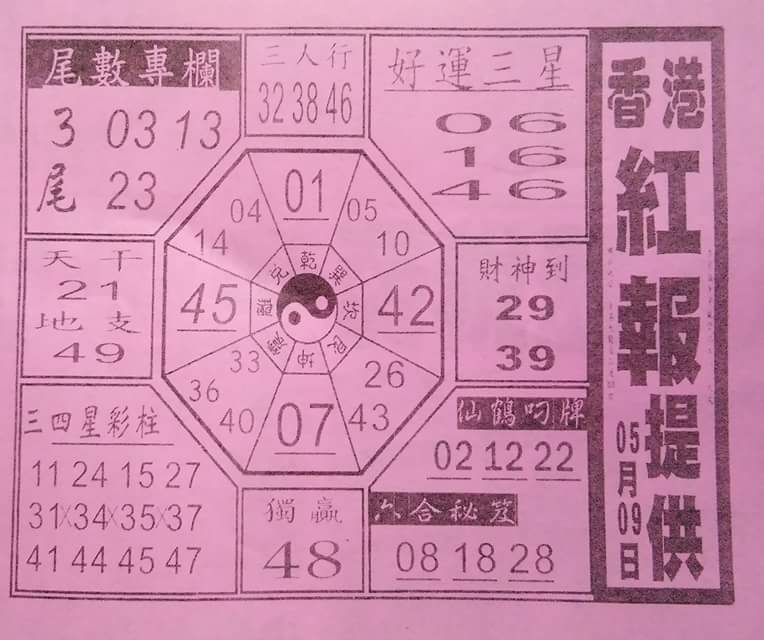 尾數專欄
3 03 13
尾 23
三人行
32 38 46
好運三星
06
16
46
香港
紅報提供
05月09日
天干
21
地支
49
01
04
05
14
10
45
42
33
26
36
40
43
07
乾
巽
坎
艮
坤
震
離
兌
財神到
29
39
三四星彩柱
11 24 15 27
31×34×35×37
41 44 45 47
獨贏
48
仙鶴叼牌
02 12 22
六合秘笈
08 18 28